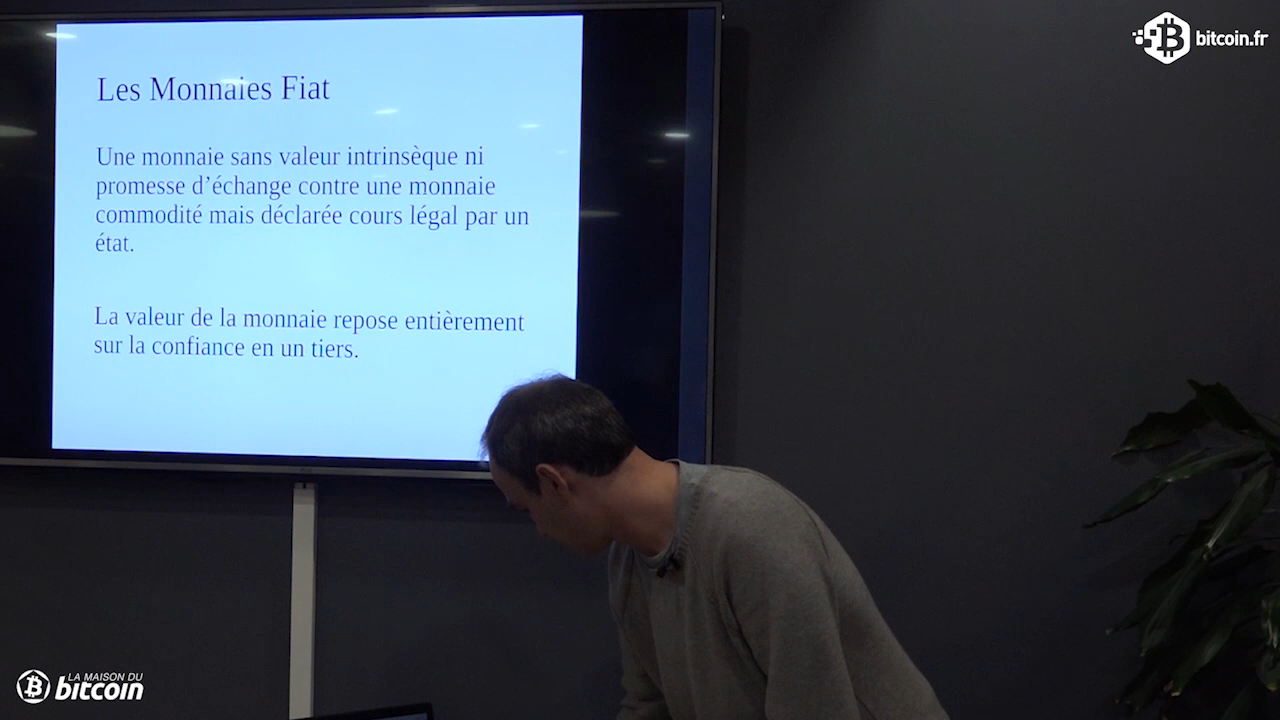 Les Monnaies Fiat
Une monnaie sans valeur intrinsèque ni
promesse d’échange contre une monnaie
commodité mais déclarée cours légal par un
état.
La valeur de la monnaie repose entièrement
sur la confiance en un tiers.
bitcoin.fr
LA MAISON DU
bitcoin